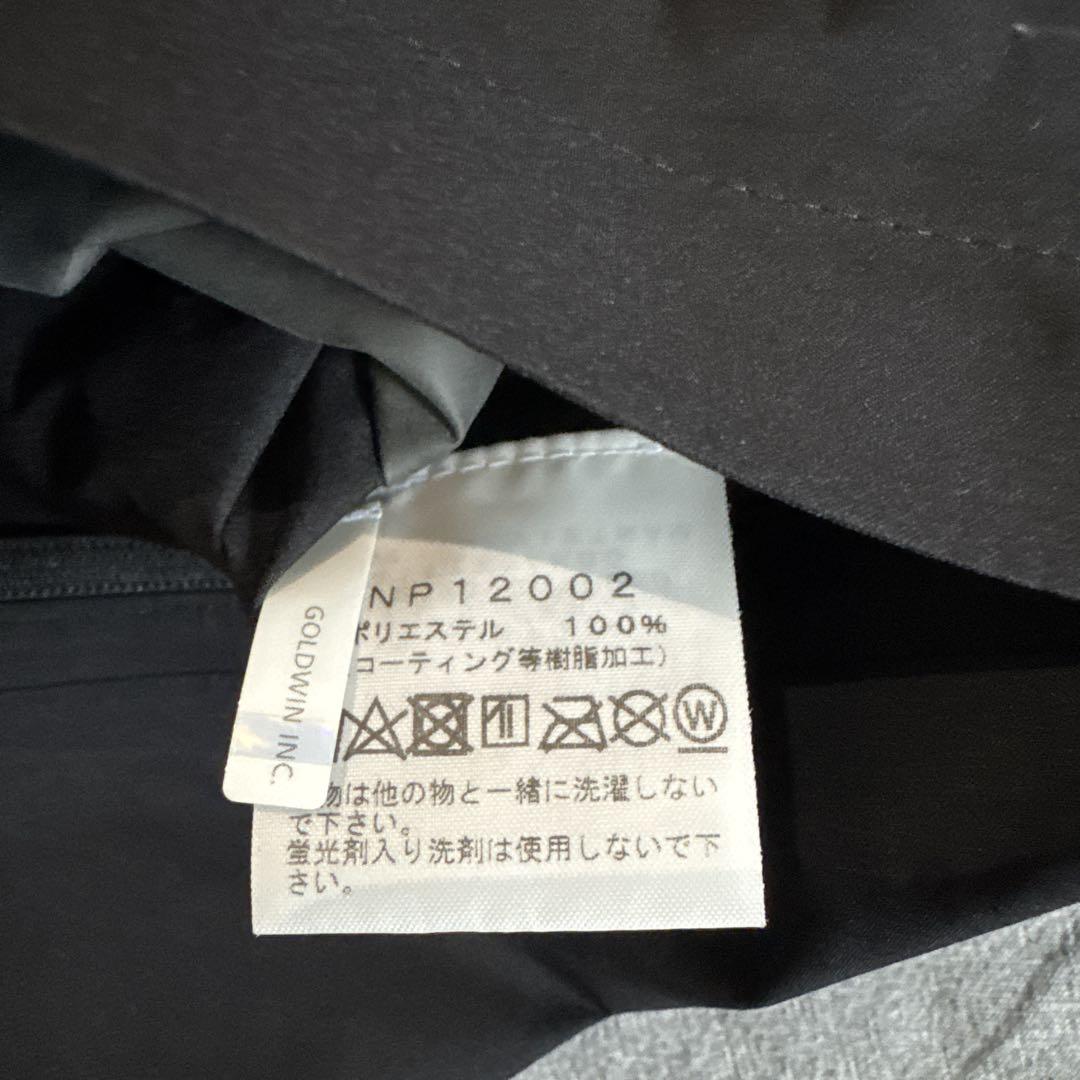 NP12002
ポリエステル 100%
コーティング等樹脂加工)
W
物は他の物と一緒に洗濯しない
で下さい。
蛍光剤入り洗剤は使用しないで下
さい。
GOLDWIN INC.